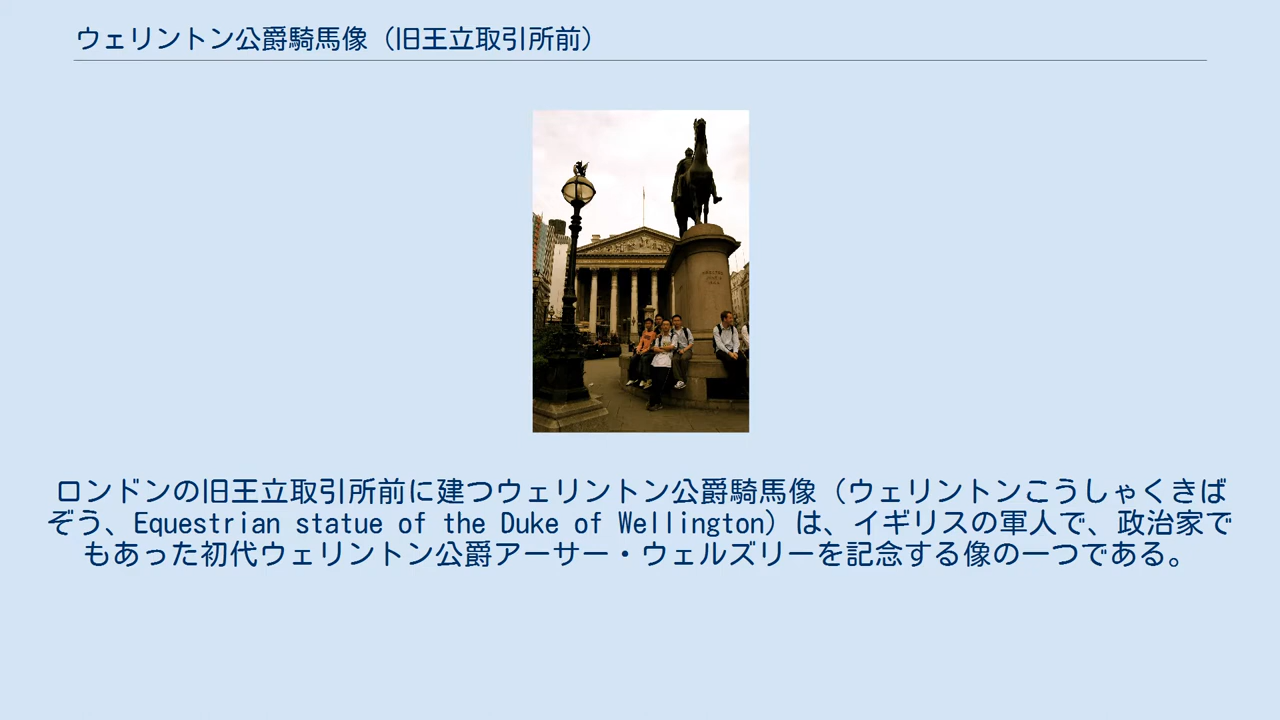 ウェリントン公爵騎馬像（旧王立取引所前）
ロンドンの旧王立取引所前に建つウェリントン公爵騎馬像（ウェリントンこうしゃくきば
ぞう、Equestrian statue of the Duke of Wellington）は、イギリスの軍人で、政治家で
もあった初代ウェリントン公爵アーサー・ウェルズリーを記念する像の一つである。